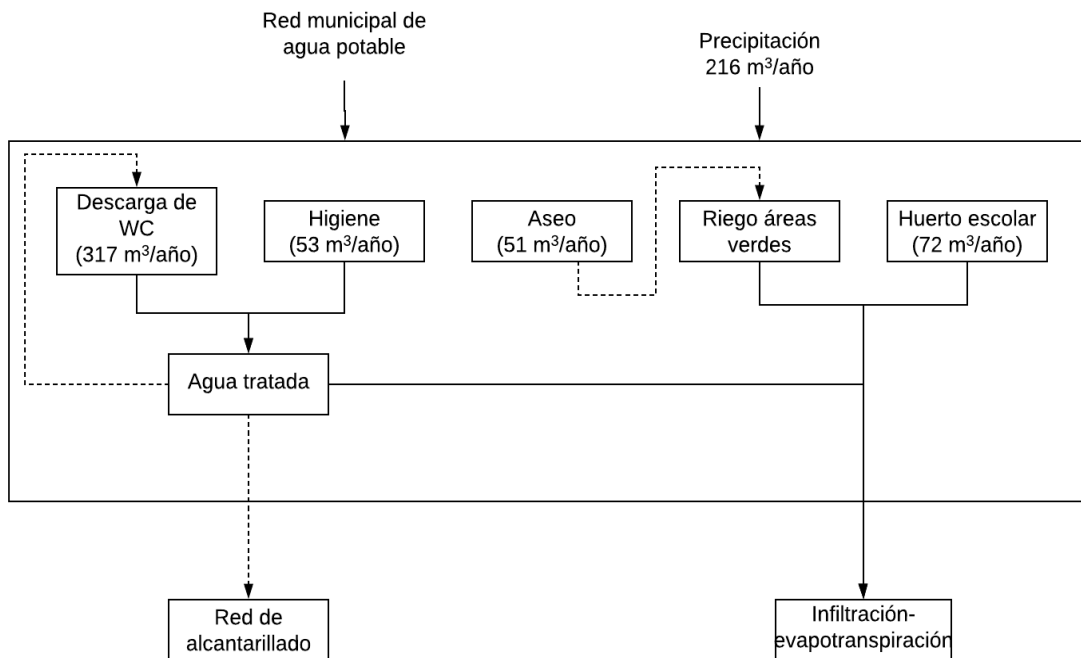 Red municipal de
agua potable
Precipitación
216 m³/año
Descarga de
WC
(317 m³/año)
Higiene
(53 m³/año)
Aseo
(51 m³/año)
Riego áreas
verdes
Huerto escolar
(72 m³/año)
Agua tratada
Red de
alcantarillado
Infiltración-
evapotranspiración